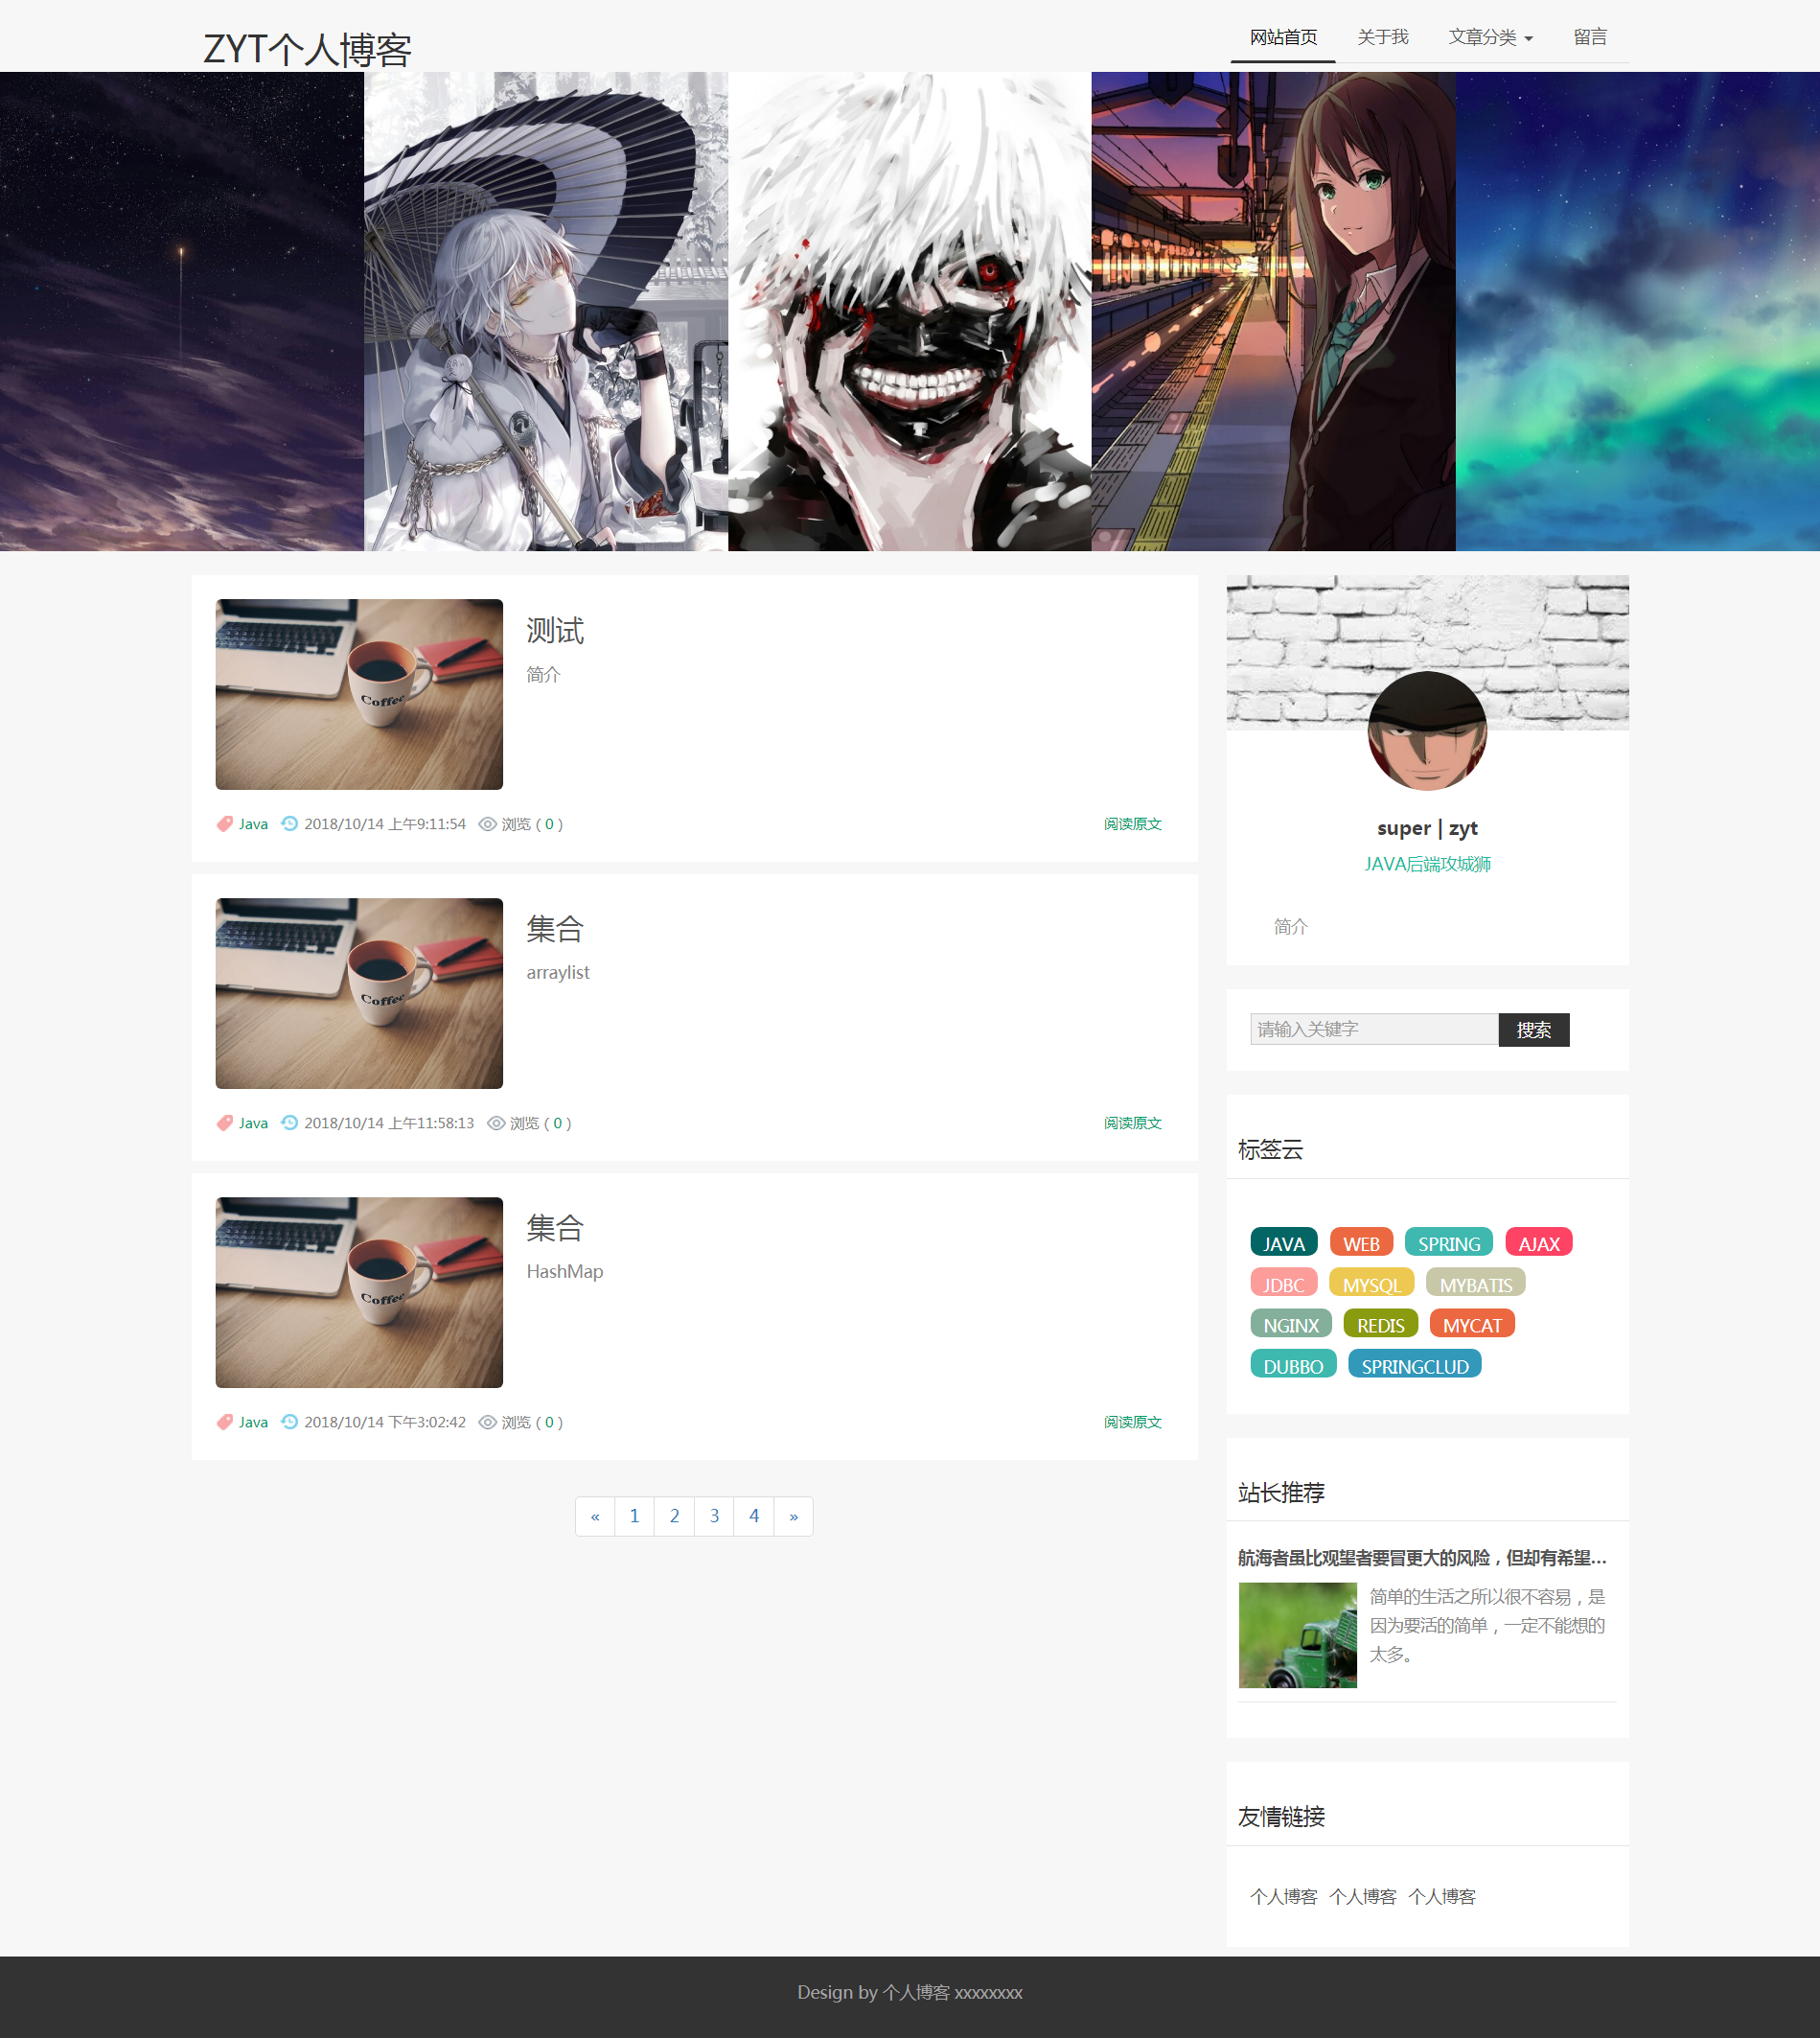 ZYT个人博客
网站首页 关于我 文章分类 留言
测试
简介
Coffee
Java 2018/10/14 上午9:11:54 浏览 ( 0 ) 阅读原文
集合
arraylist
Coffee
Java 2018/10/14 上午11:58:13 浏览 ( 0 ) 阅读原文
集合
HashMap
Coffee
Java 2018/10/14 下午3:02:42 浏览 ( 0 ) 阅读原文
« 1 2 3 4 »
super | zyt
JAVA后端攻城狮
简介
请输入关键字 搜索
标签云
JAVA WEB SPRING AJAX
JDBC MYSQL MYBATIS
NGINX REDIS MYCAT
DUBBO SPRINGCLUD
站长推荐
航海者虽比观望者要冒更大的风险，但却有希望...
简单的生活之所以很不容易，是
因为要活的简单，一定不能想的
太多。
友情链接
个人博客 个人博客 个人博客
Design by 个人博客 xxxxxxxx